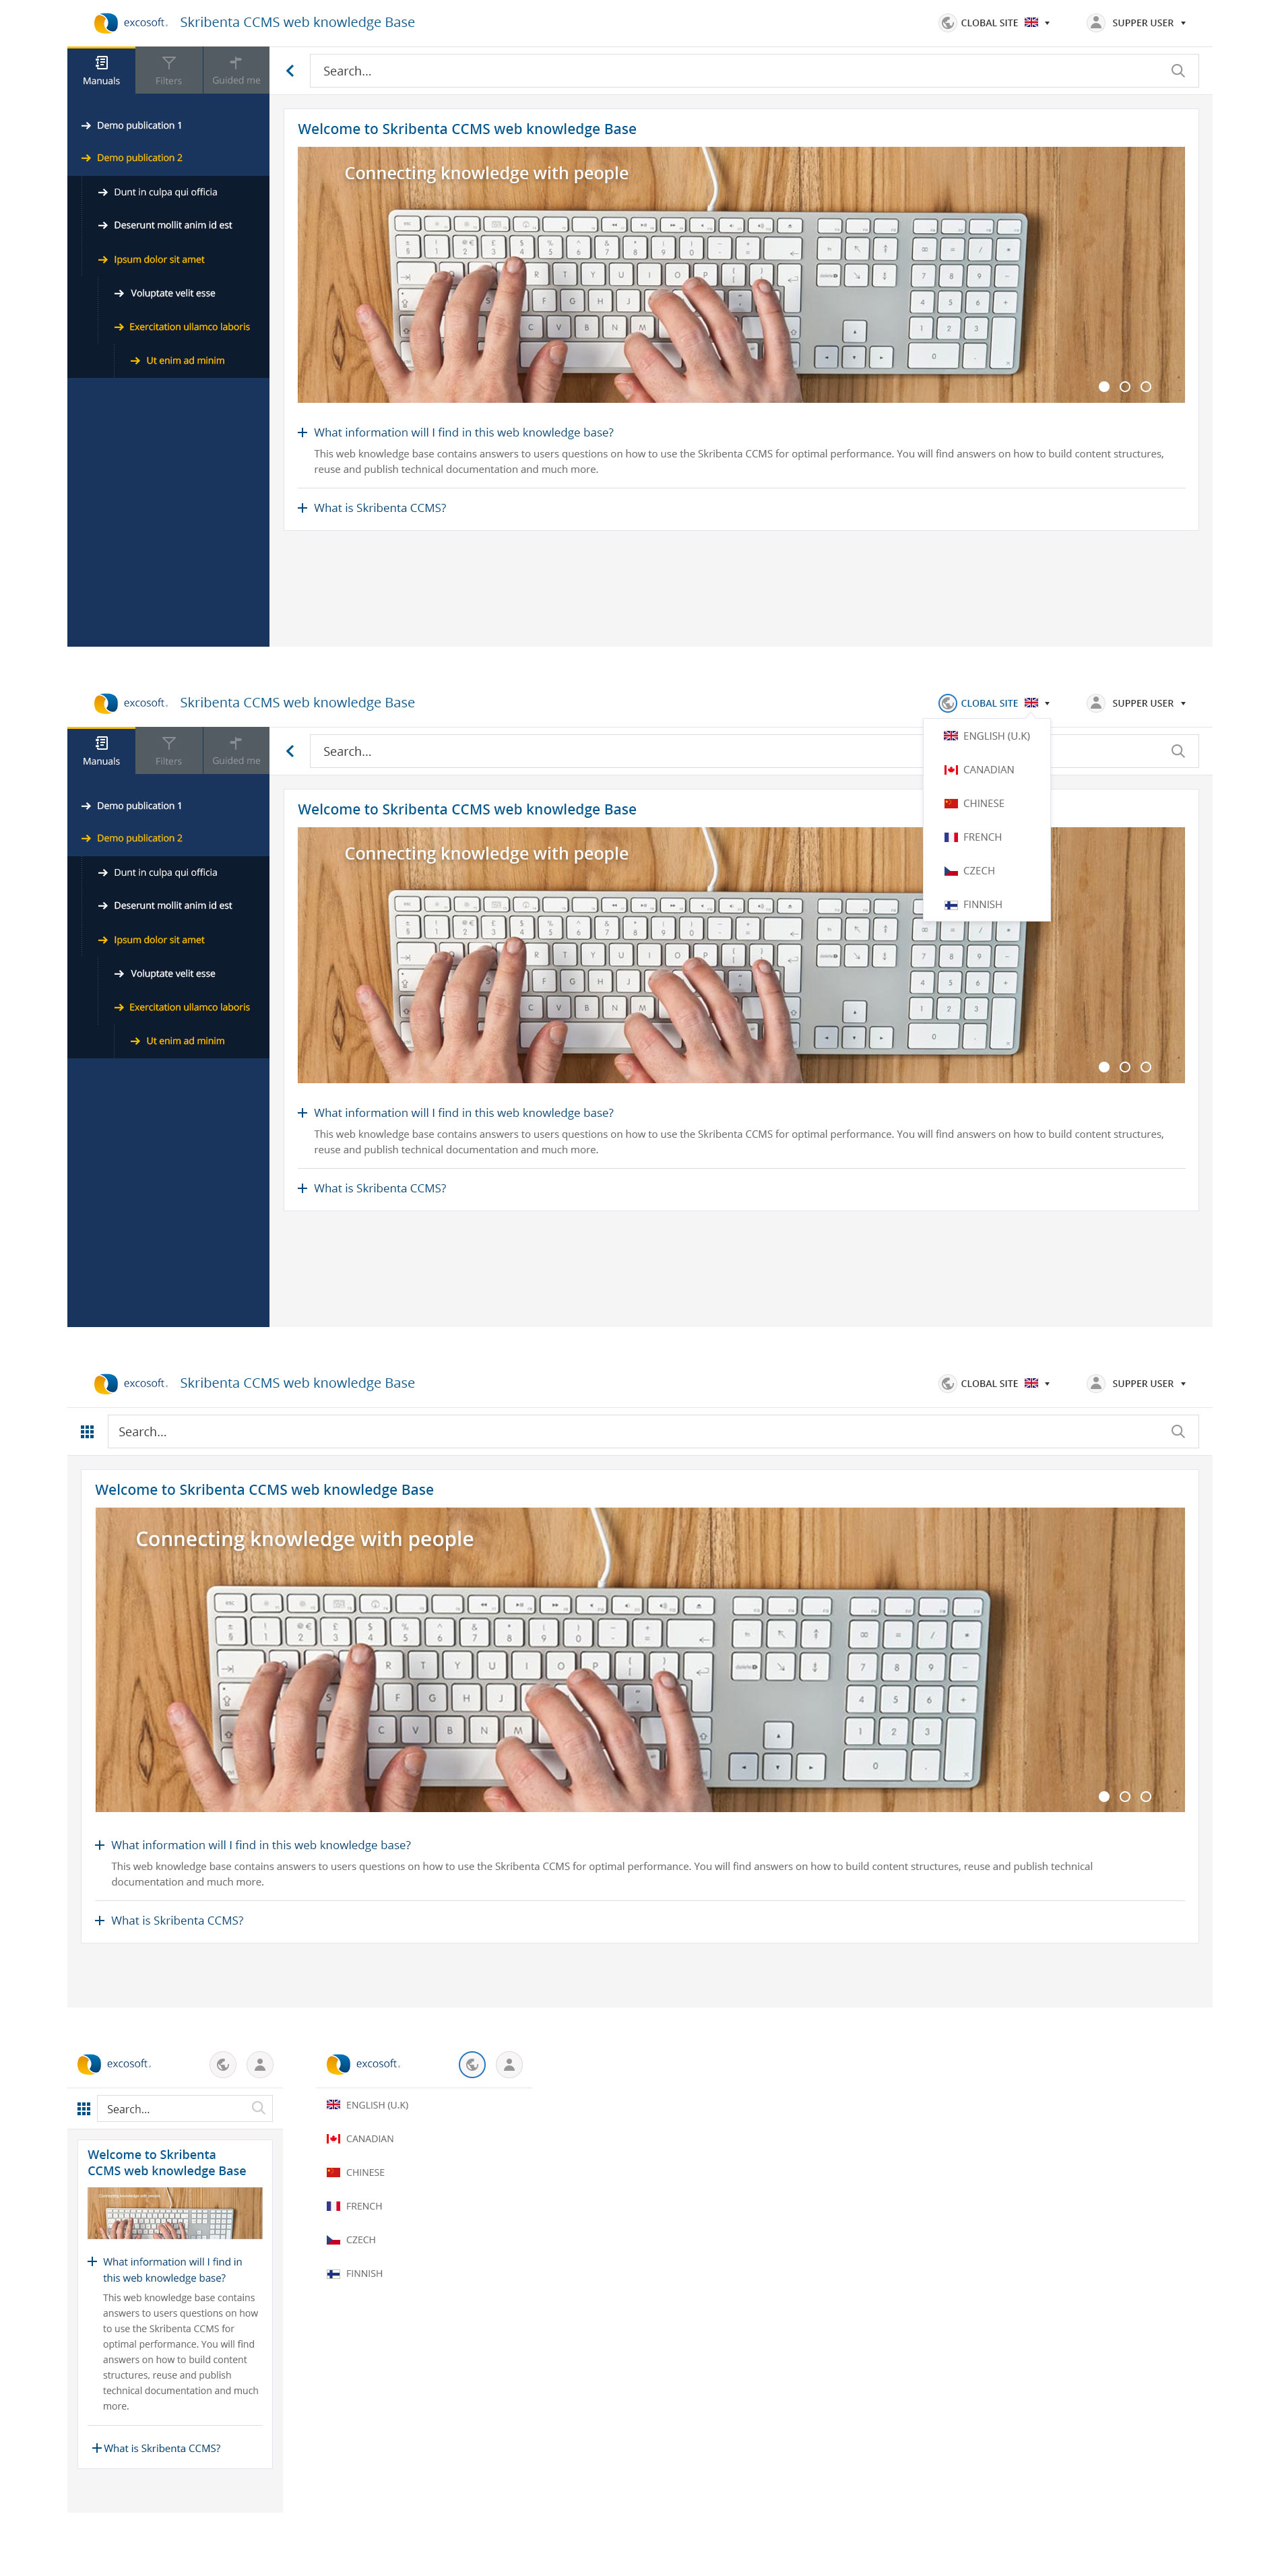 excosoft. Skribenta CCMS web knowledge Base CLOBAL SITE SUPPER USER
Manuals Filters Guided me Search...
Demo publication 1
Demo publication 2
Dunt in culpa qui officia
Deserunt mollit anim id est
Ipsum dolor sit amet
Voluptate velit esse
Exercitation ullamco laboris
Ut enim ad minim
Welcome to Skribenta CCMS web knowledge Base
Connecting knowledge with people
What information will I find in this web knowledge base?
This web knowledge base contains answers to users questions on how to use the Skribenta CCMS for optimal performance. You will find answers on how to build content structures,
reuse and publish technical documentation and much more.
What is Skribenta CCMS?
excosoft. Skribenta CCMS web knowledge Base CLOBAL SITE SUPPER USER
Manuals Filters Guided me Search...
Demo publication 1
Demo publication 2
Dunt in culpa qui officia
Deserunt mollit anim id est
Ipsum dolor sit amet
Voluptate velit esse
Exercitation ullamco laboris
Ut enim ad minim
ENGLISH (U.K)
CANADIAN
CHINESE
FRENCH
CZECH
FINNISH
Welcome to Skribenta CCMS web knowledge Base
Connecting knowledge with people
What information will I find in this web knowledge base?
This web knowledge base contains answers to users questions on how to use the Skribenta CCMS for optimal performance. You will find answers on how to build content structures,
reuse and publish technical documentation and much more.
What is Skribenta CCMS?
excosoft. Skribenta CCMS web knowledge Base CLOBAL SITE SUPPER USER
Search...
Welcome to Skribenta CCMS web knowledge Base
Connecting knowledge with people
What information will I find in this web knowledge base?
This web knowledge base contains answers to users questions on how to use the Skribenta CCMS for optimal performance. You will find answers on how to build content structures, reuse and publish technical
documentation and much more.
What is Skribenta CCMS?
excosoft.
Search...
Welcome to Skribenta
CCMS web knowledge Base
Connecting knowledge with people
What information will I find in
this web knowledge base?
This web knowledge base contains
answers to users questions on how
to use the Skribenta CCMS for
optimal performance. You will find
answers on how to build content
structures, reuse and publish
technical documentation and much
more.
What is Skribenta CCMS?
excosoft.
ENGLISH (U.K)
CANADIAN
CHINESE
FRENCH
CZECH
FINNISH